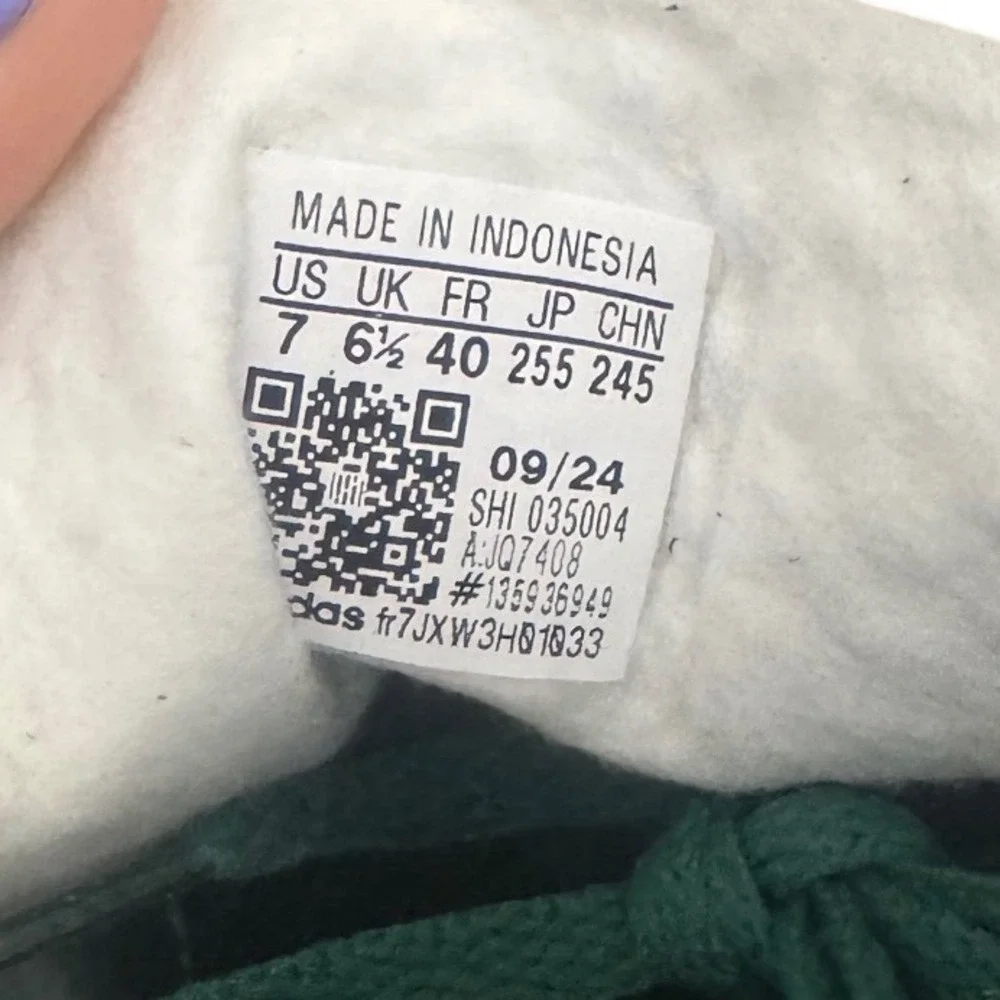 MADE IN INDONESIA
US UK FR JP CHN
7 6½ 40 255 245
09/24
SHI 035004
A:JQ7408
#135936949
das fr7JXW3H01033